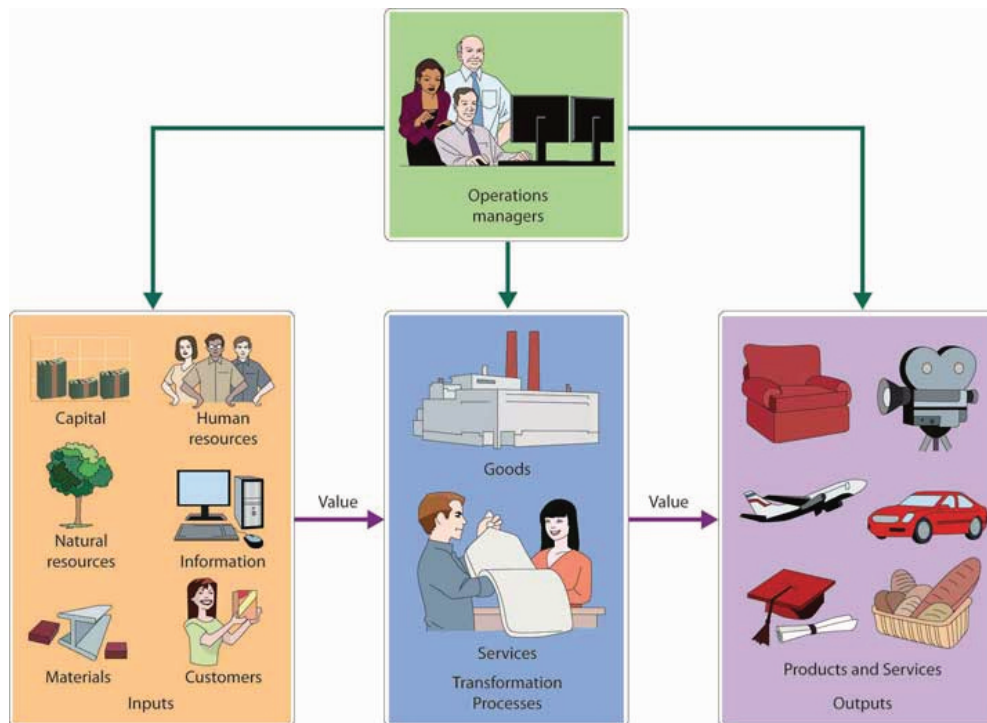 Operations
managers
Capital
Human
resources
Natural
resources
Information
Materials
Customers
Inputs
Value
Goods
Services
Transformation
Processes
Value
Products and Services
Outputs